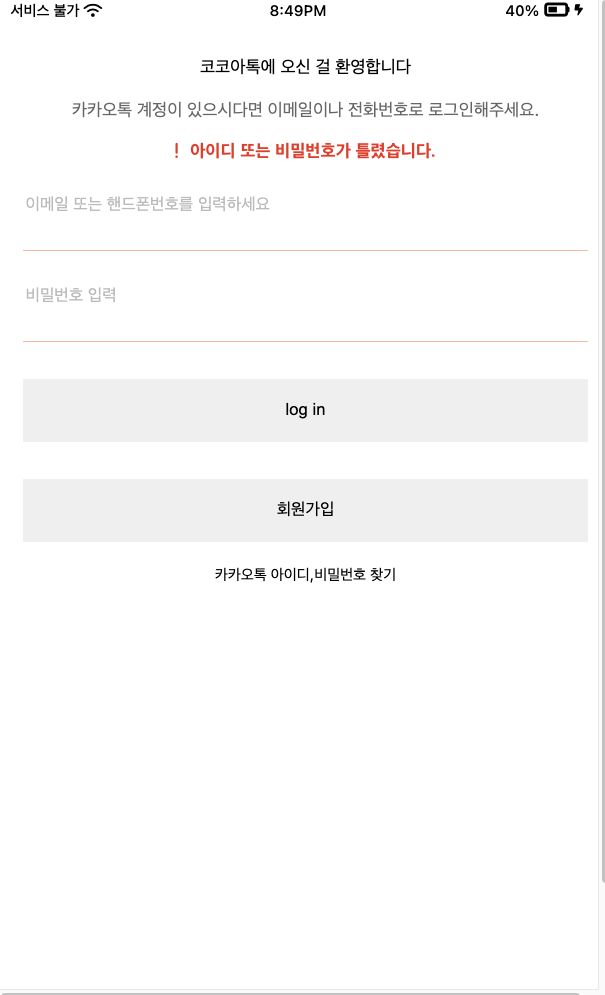 서비스 불가 8:49PM 40%
코코아톡에 오신 걸 환영합니다
카카오톡 계정이 있으시다면 이메일이나 전화번호로 로그인해주세요.
! 아이디 또는 비밀번호가 틀렸습니다.
이메일 또는 핸드폰번호를 입력하세요
비밀번호 입력
log in
회원가입
카카오톡 아이디,비밀번호 찾기